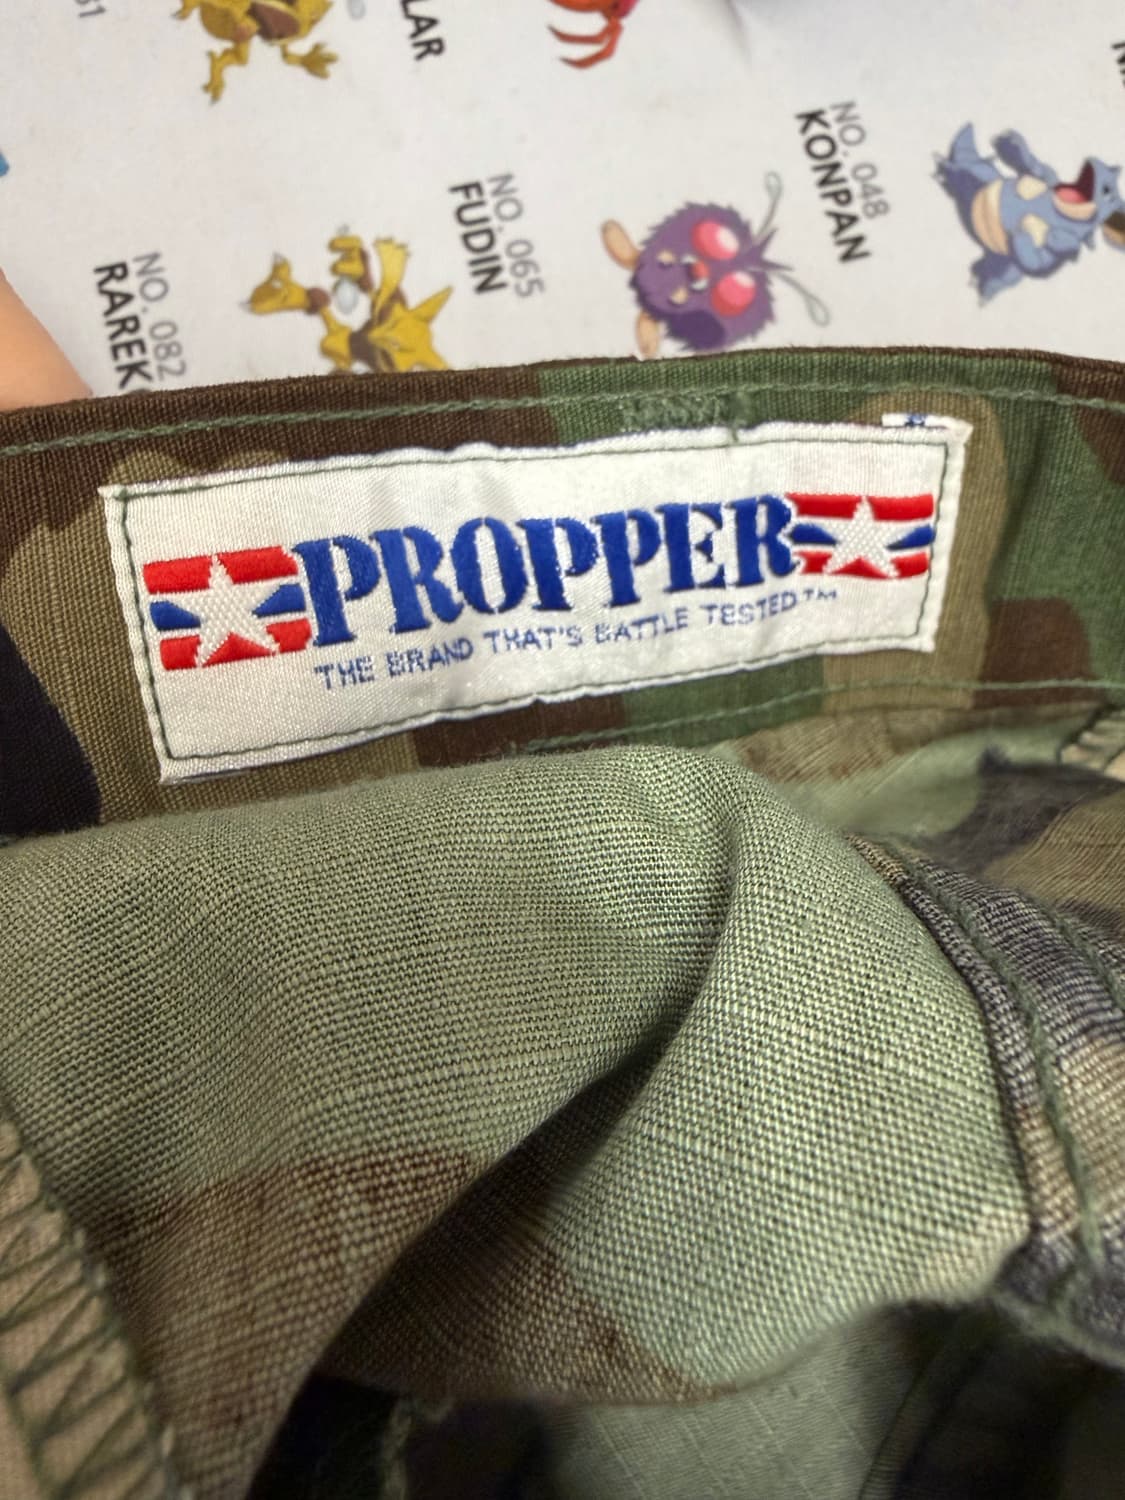 LAR
NO. 048
KONPAN
NO. 065
FUDIN
NO. 082
RAREK
PROPPER
THE BRAND THAT'S BATTLE TESTED™